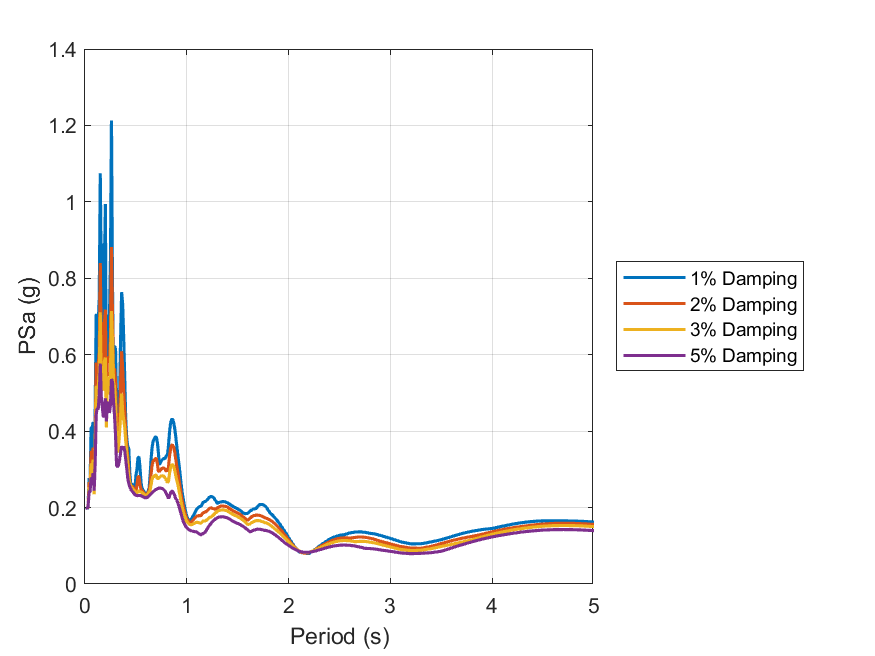 1.4
1.2
1
0.8
0.6
0.4
0.2
0
PSa (g)
0 1 2 3 4 5
Period (s)
1% Damping
2% Damping
3% Damping
5% Damping